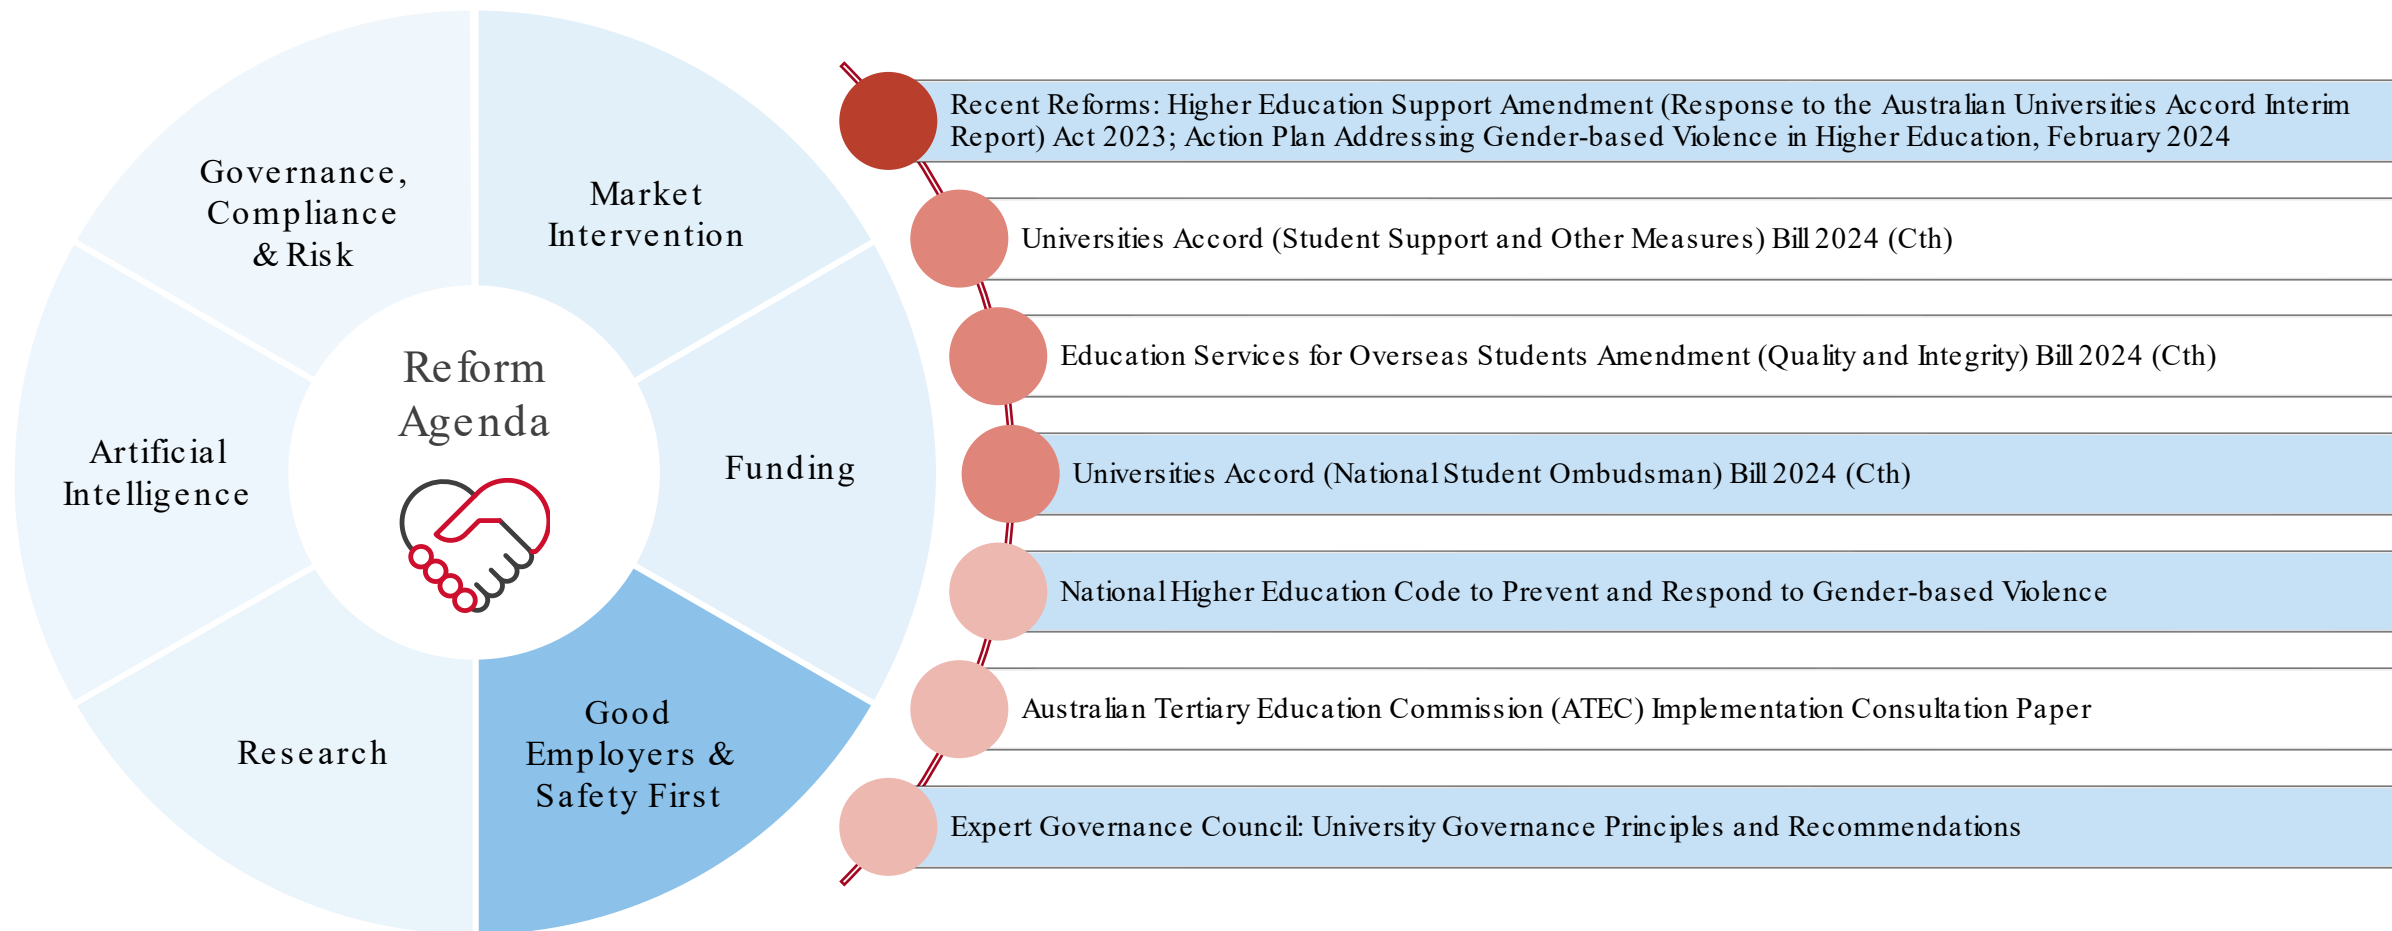 Governance,
Compliance
& Risk
Market
Intervention
Artificial
Intelligence
Reform
Agenda
Funding
Research
Good
Employers &
Safety First
Recent Reforms: Higher Education Support Amendment (Response to the Australian Universities Accord Interim
Report) Act 2023; Action Plan Addressing Gender-based Violence in Higher Education, February 2024
Universities Accord (Student Support and Other Measures) Bill 2024 (Cth)
Education Services for Overseas Students Amendment (Quality and Integrity) Bill 2024 (Cth)
Universities Accord (National Student Ombudsman) Bill 2024 (Cth)
National Higher Education Code to Prevent and Respond to Gender-based Violence
Australian Tertiary Education Commission (ATEC) Implementation Consultation Paper
Expert Governance Council: University Governance Principles and Recommendations